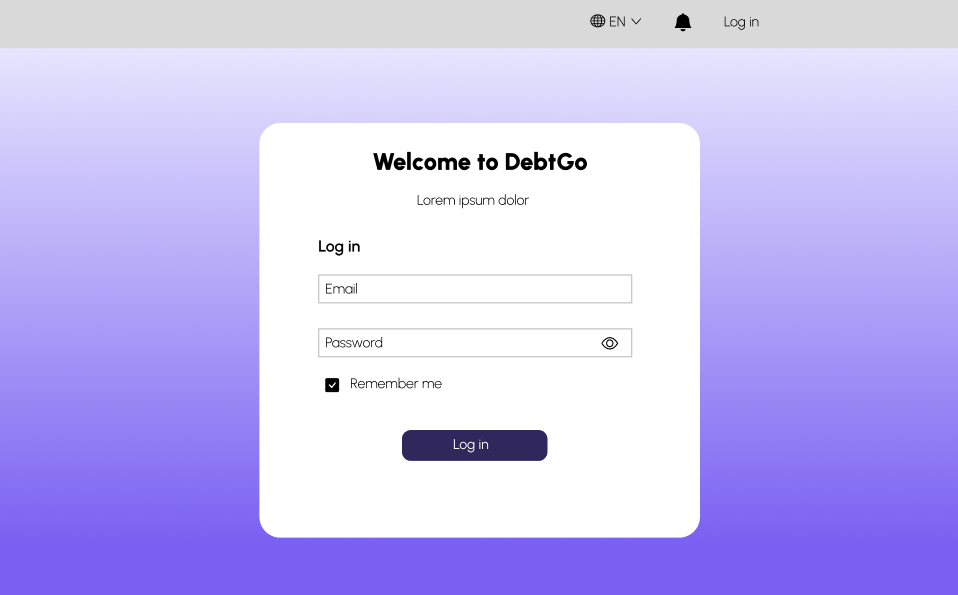 EN
Log in
Welcome to DebtGo
Lorem ipsum dolor
Log in
Email
Password
Remember me
Log in